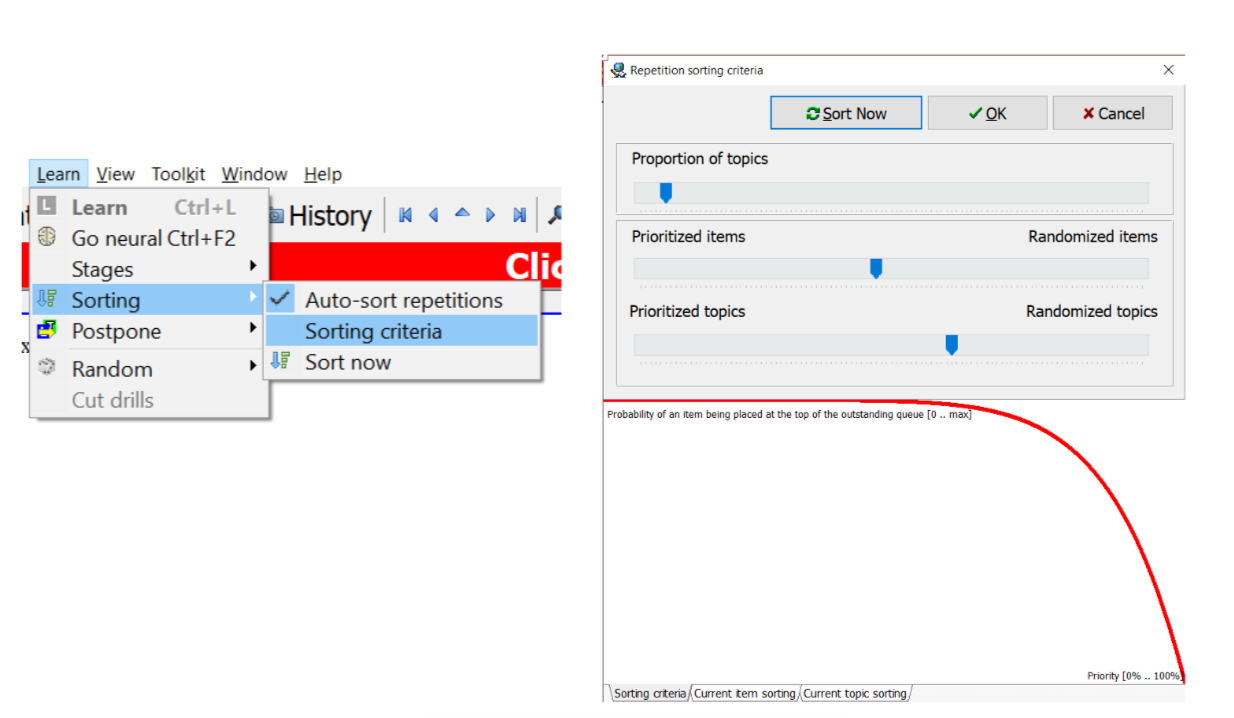 Learn View Toolkit Window Help
L Learn Ctrl+L
History
Go neural Ctrl+F2
Stages
Clic
Sorting
Auto-sort repetitions
Postpone
Sorting criteria
Random
Sort now
Cut drills
Repetition sorting criteria
Sort Now OK Cancel
Proportion of topics
Prioritized items Randomized items
Prioritized topics Randomized topics
Probability of an item being placed at the top of the outstanding queue [0 .. max]
Priority [0% .. 100%]
Sorting criteria Current item sorting Current topic sorting